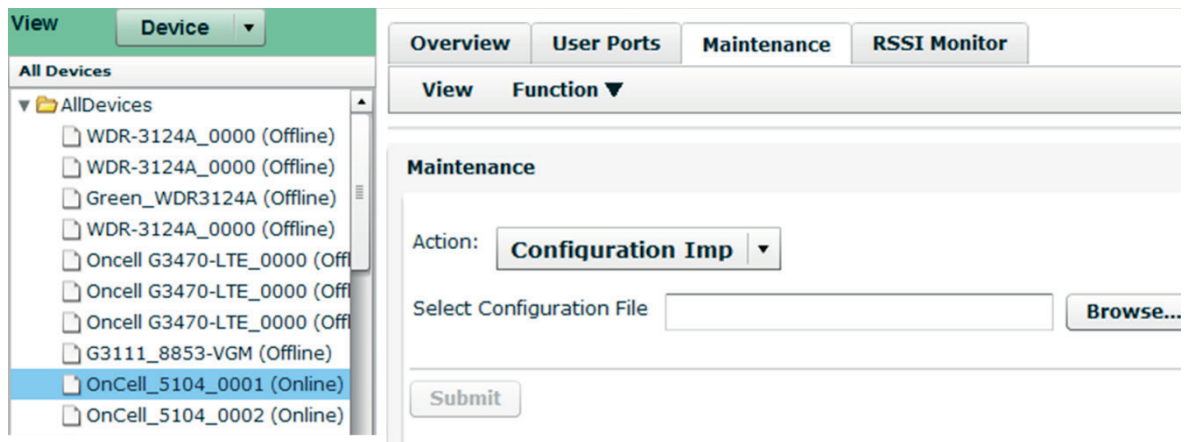 View
Device
All Devices
AllDevices
WDR-3124A_0000 (Offline)
WDR-3124A_0000 (Offline)
Green_WDR3124A (Offline)
WDR-3124A_0000 (Offline)
Oncell G3470-LTE_0000 (Offl
Oncell G3470-LTE_0000 (Offl
Oncell G3470-LTE_0000 (Offl
G3111_8853-VGM (Offline)
OnCell_5104_0001 (Online)
OnCell_5104_0002 (Online)
Overview User Ports Maintenance RSSI Monitor
View Function
Maintenance
Action: Configuration Imp
Select Configuration File Browse...
Submit